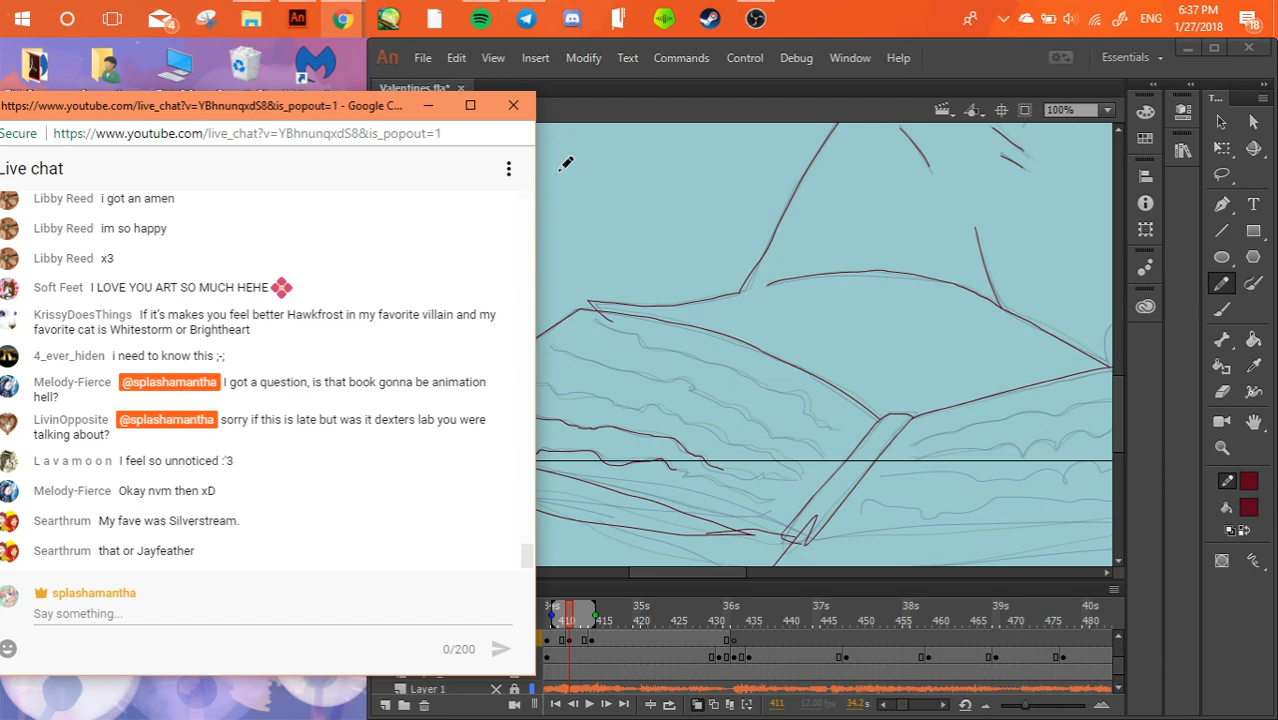 4
An
ENG
6:37 PM
1/27/2018
18
An File Edit View Insert Modify Text Commands Control Debug Window Help
Essentials
Valentines.fla*
https://www.youtube.com/live_chat?v=YBhnunqxdS8&is_popout=1 - Google C...
Secure https://www.youtube.com/live_chat?v=YBhnunqxdS8&is_popout=1
100%
T...
Live chat
Libby Reed i got an amen
Libby Reed im so happy
Libby Reed x3
Soft Feet I LOVE YOU ART SO MUCH HEHE
KrissyDoesThings If it's makes you feel better Hawkfrost in my favorite villain and my
favorite cat is Whitestorm or Brightheart
4_ever_hiden i need to know this ;-;
Melody-Fierce @splashamantha I got a question, is that book gonna be animation
hell?
LivinOpposite @splashamantha sorry if this is late but was it dexters lab you were
talking about?
L a v a m o o n I feel so unnoticed :'3
Melody-Fierce Okay nvm then xD
Searthrum My fave was Silverstream.
Searthrum that or Jayfeather
splashamantha
Say something...
0/200
35s 36s 37s 38s 39s 40s
410 415 420 425 430 435 440 445 450 455 460 465 470 475 480
Layer 1
411 12.00 fps 34.2s